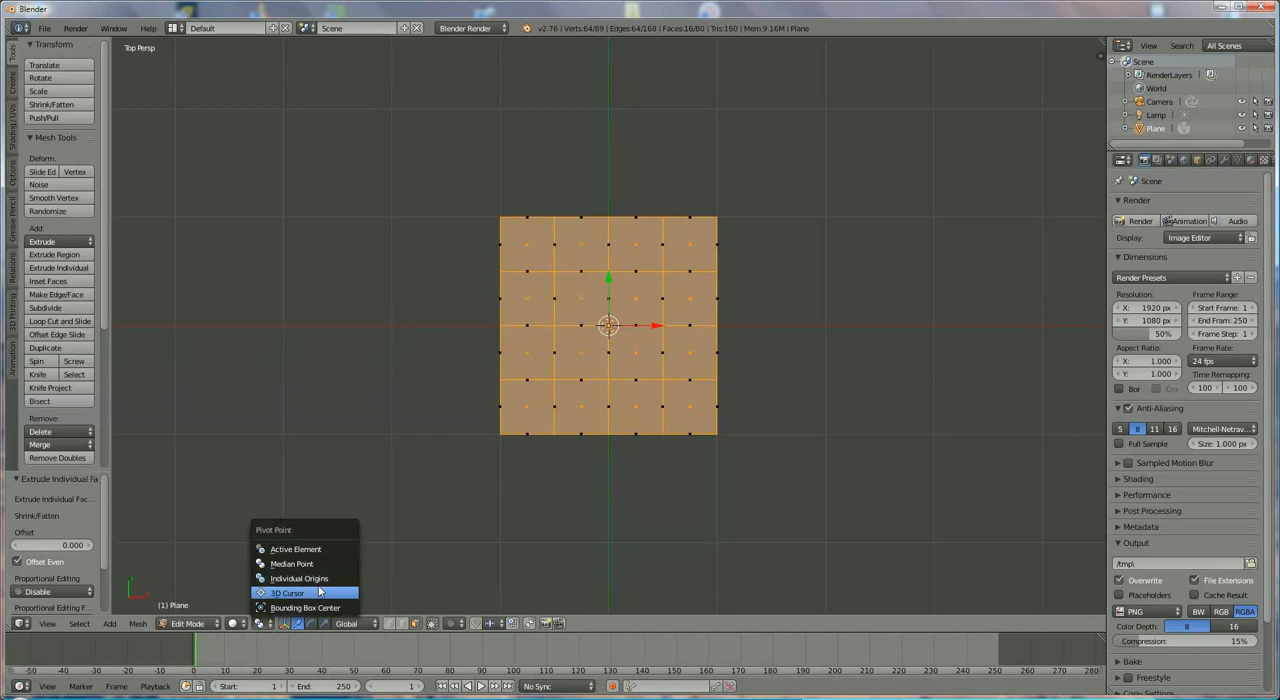 Blender
File Render Window Help Default Scene Blender Render v2.76 | Verts:64/89 | Edges:64/168 | Faces:16/80 | Tris:160 | Mem:9.16M | Plane
Top Persp
Tools
Create
Shading / UVs
Options
Grease Pencil
Relations
3D Printing
Animation
Transform
Translate
Rotate
Scale
Shrink/Fatten
Push/Pull
Mesh Tools
Deform:
Slide Ed Vertex
Noise
Smooth Vertex
Randomize
Add:
Extrude
Extrude Region
Extrude Individual
Inset Faces
Make Edge/Face
Subdivide
Loop Cut and Slide
Offset Edge Slide
Duplicate
Spin Screw
Knife Select
Knife Project
Bisect
Remove:
Delete
Merge
Remove Doubles
Extrude Individual Fa
Extrude Individual Fac...
Shrink/Fatten
Offset
0.000
Offset Even
Proportional Editing
Disable
Proportional Editing F
Pivot Point
Active Element
Median Point
Individual Origins
3D Cursor
Bounding Box Center
(1) Plane
View Select Add Mesh Edit Mode Global
-50 -40 -30 -20 -10 0 10 20 30 40 50 60 70 80 90 100 110 120 130 140 150 160 170 180 190 200 210 220 230 240 250 260 270 280
View Marker Frame Playback Start: 1 End: 250 1 No Sync
View Search All Scenes
Scene
RenderLayers
World
Camera
Lamp
Plane
Scene
Render
Render Animation Audio
Display: Image Editor
Dimensions
Render Presets
Resolution: Frame Range:
X: 1920 px Start Frame: 1
Y: 1080 px End Fram: 250
50% Frame Step: 1
Aspect Ratio: Frame Rate:
X: 1.000 24 fps
Y: 1.000 Time Remapping:
Bor Cro 100 100
Anti-Aliasing
5 8 11 16 Mitchell-Netrav...
Full Sample Size: 1.000 px
Sampled Motion Blur
Shading
Performance
Post Processing
Metadata
Output
/tmp\
Overwrite File Extensions
Placeholders Cache Result
PNG BW RGB RGBA
Color Depth: 8 16
Compression: 15%
Bake
Freestyle